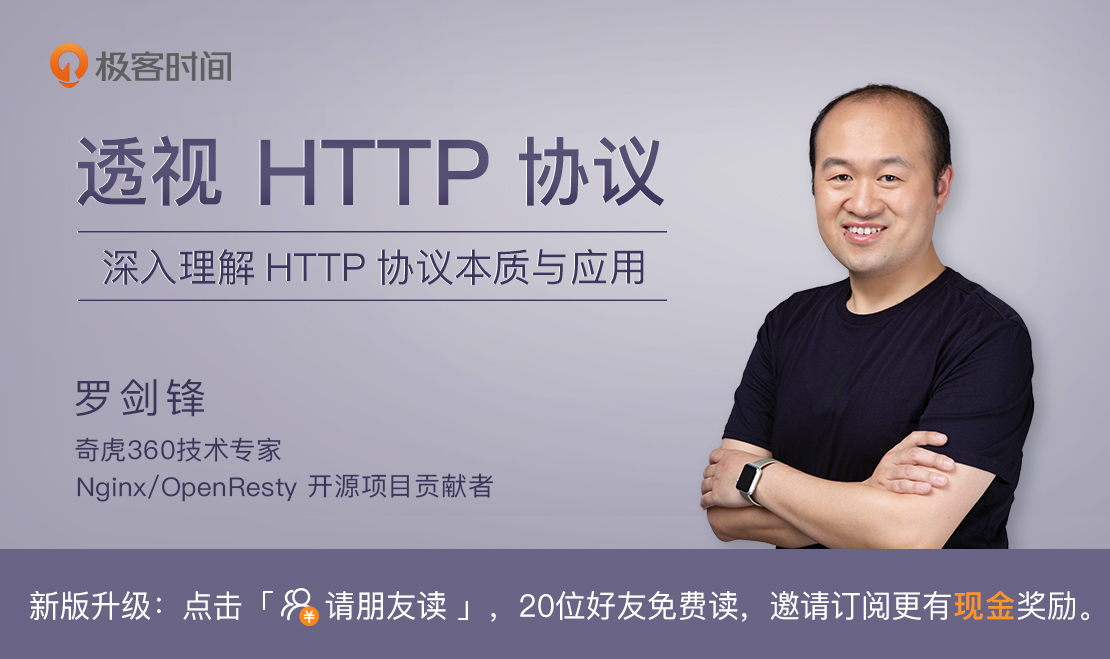 极客时间
透视 HTTP 协议
深入理解 HTTP 协议本质与应用
罗剑锋
奇虎360技术专家
Nginx/OpenResty 开源项目贡献者
新版升级：点击「 ¥ 请朋友读 」，20位好友免费读，邀请订阅更有现金奖励。